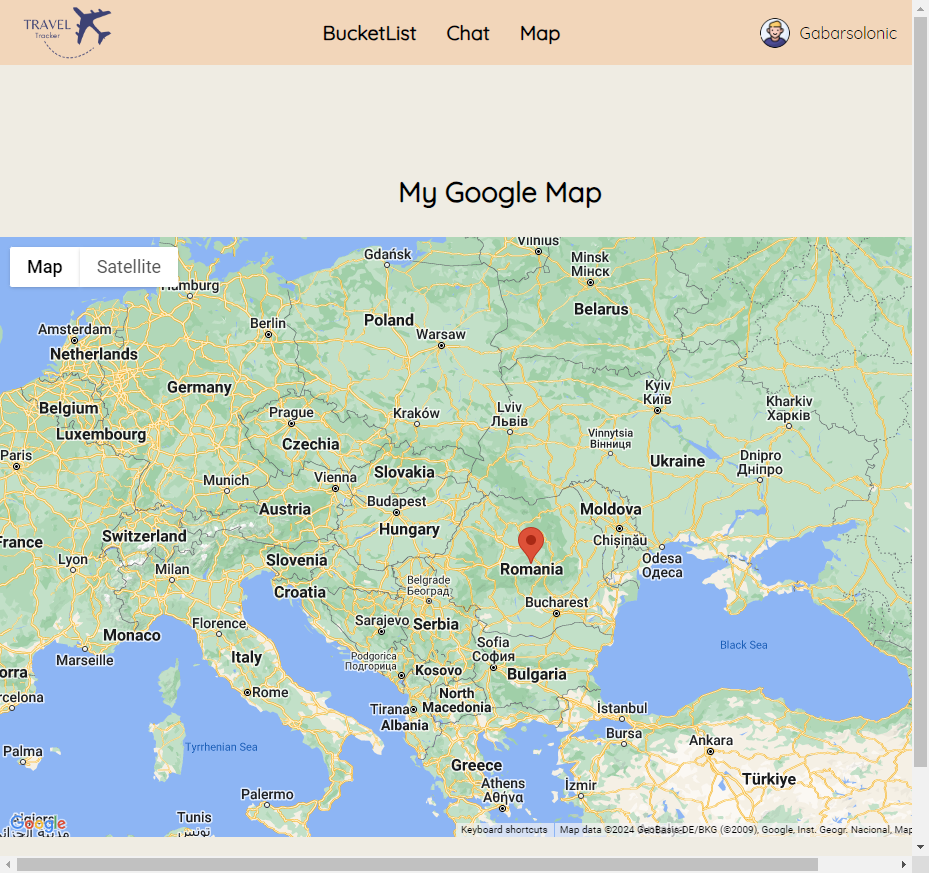 TRAVEL
Tracker
BucketList
Chat
Map
Gabarsolonic
My Google Map
Map
Satellite
Vilnius
Gdańsk
Minsk
Мінск
Hamburg
Belarus
Poland
Berlin
Amsterdam
Warsaw
Netherlands
Germany
Kyiv
Київ
Kharkiv
Харків
Belgium
Prague
Kraków
Lviv
Львів
Luxembourg
Czechia
Vinnytsia
Вінниця
Paris
Ukraine
Dnipro
Дніпро
Slovakia
Munich
Vienna
Budapest
Austria
Moldova
Hungary
Switzerland
France
Chișinău
Lyon
Slovenia
Odesa
Одеса
Milan
Romania
Belgrade
Београд
Croatia
Bucharest
Florence
Sarajevo
Serbia
Monaco
Sofia
София
Black Sea
Marseille
Italy
Podgorica
Подгорица
Kosovo
Bulgaria
orra
Rome
North
Macedonia
rcelona
Tirana
İstanbul
Albania
Bursa
Ankara
Palma
Tyrrhenian Sea
Greece
Türkiye
Athens
Αθήνα
İzmir
Palermo
Tunis
تونس
Google
Keyboard shortcuts
Map data ©2024 GeoBasis-DE/BKG (©2009), Google, Inst. Geogr. Nacional, Map